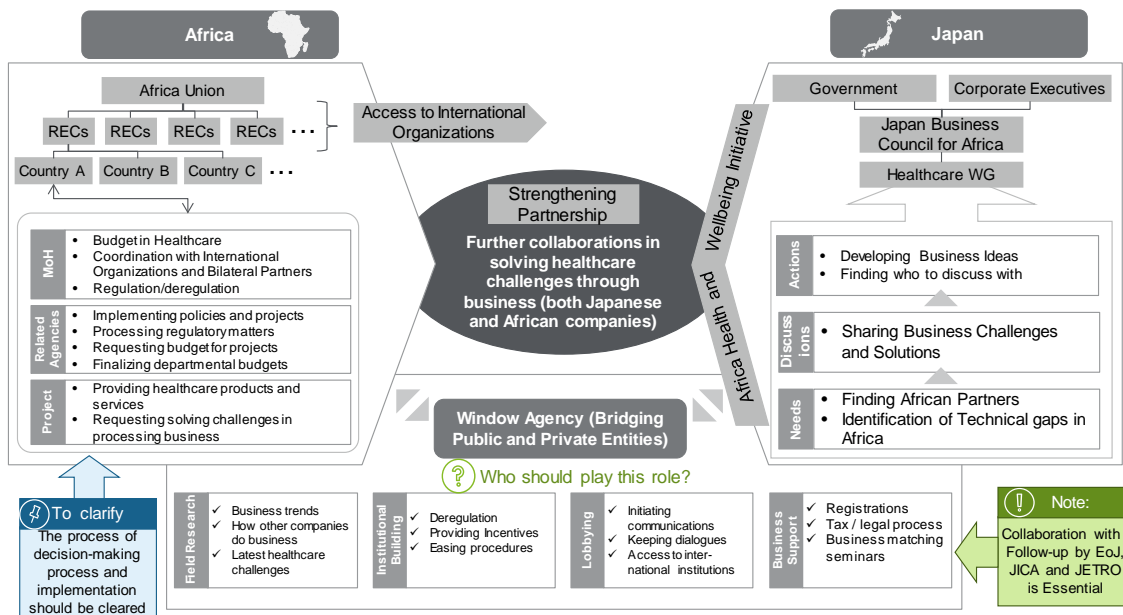 Africa
Japan
Africa Union
RECs
RECs
RECs
RECs
...
Country A
Country B
Country C
...
Access to International
Organizations
MoH
• Budget in Healthcare
• Coordination with International
Organizations and Bilateral Partners
• Regulation/deregulation
Related
Agencies
• Implementing policies and projects
• Processing regulatory matters
• Requesting budget for projects
• Finalizing departmental budgets
Project
• Providing healthcare products and
services
• Requesting solving challenges in
processing business
Strengthening
Partnership
Further collaborations in
solving healthcare
challenges through
business (both Japanese
and African companies)
Africa Health and
Wellbeing Initiative
Government
Corporate Executives
Japan Business
Council for Africa
Healthcare WG
Actions
• Developing Business Ideas
• Finding who to discuss with
Discuss
ions
• Sharing Business Challenges
and Solutions
Needs
• Finding African Partners
• Identification of Technical gaps in
Africa
Window Agency (Bridging
Public and Private Entities)
? Who should play this role?
To clarify
The process of
decision-making
process and
implementation
should be cleared
Field Research
✓ Business trends
✓ How other companies
do business
✓ Latest healthcare
challenges
Institutional
Building
✓ Deregulation
✓ Providing Incentives
✓ Easing procedures
Lobbying
✓ Initiating
communications
✓ Keeping dialogues
✓ Access to inter-
national institutions
Business
Support
✓ Registrations
✓ Tax / legal process
✓ Business matching
seminars
! Note:
Collaboration with
Follow-up by EoJ,
JICA and JETRO
is Essential